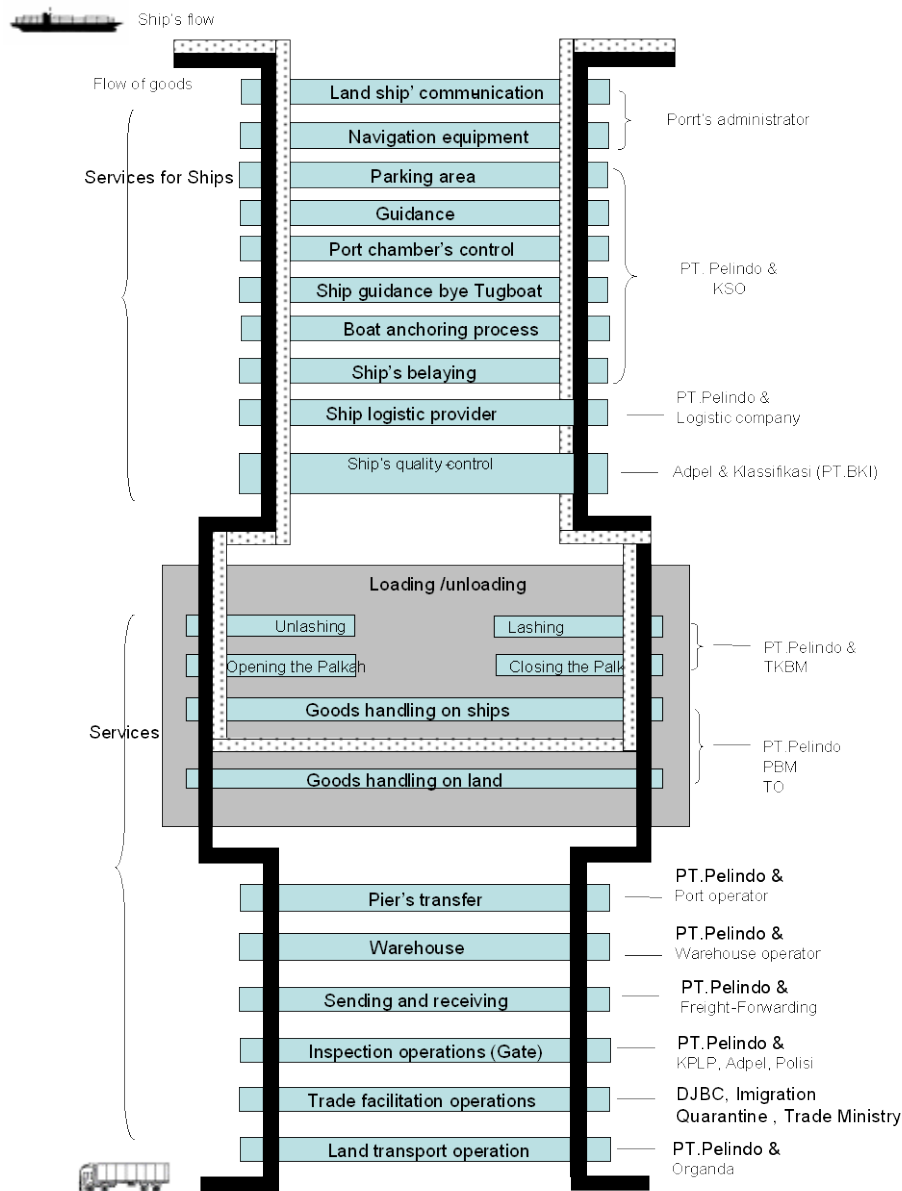 Ship's flow
Flow of goods
Land ship' communication
Porrt's administrator
Navigation equipment
Services for Ships
Parking area
Guidance
Port chamber's control
PT. Pelindo &
KSO
Ship guidance bye Tugboat
Boat anchoring process
Ship's belaying
Ship logistic provider
PT.Pelindo &
Logistic company
Ship's quality control
Adpel & Klassifikasi (PT.BKI)
Loading /unloading
Unlashing
Lashing
Opening the Palkah
Closing the Palk
PT.Pelindo &
TKBM
Goods handling on ships
Services
PT.Pelindo
PBM
TO
Goods handling on land
Pier's transfer
PT.Pelindo &
Port operator
Warehouse
PT.Pelindo &
Warehouse operator
Sending and receiving
PT.Pelindo &
Freight-Forwarding
Inspection operations (Gate)
PT.Pelindo &
KPLP, Adpel, Polisi
Trade facilitation operations
DJBC, Imigration
Quarantine , Trade Ministry
Land transport operation
PT.Pelindo &
Organda